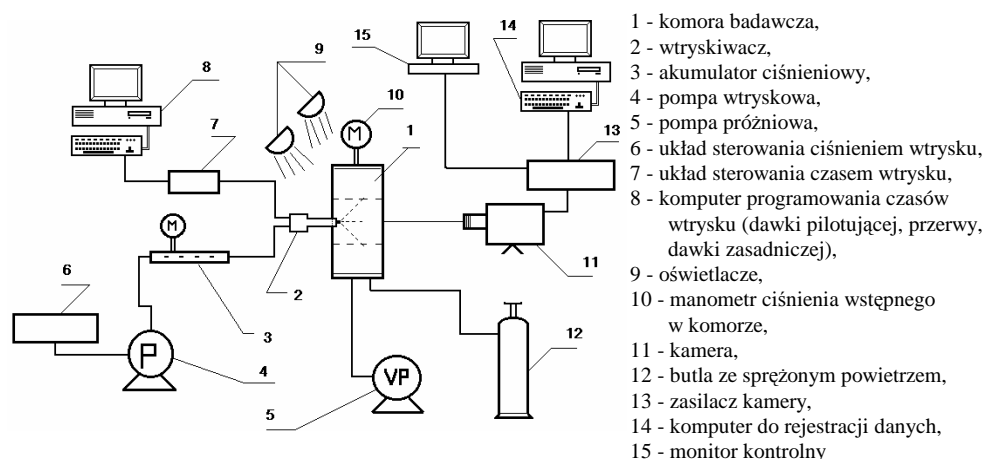 15
14
9
8
10
1
7
M
13
M
6
2
11
3
12
P
4
VP
5
1 - komora badawcza,
2 - wtryskiwacz,
3 - akumulator ciśnieniowy,
4 - pompa wtryskowa,
5 - pompa próżniowa,
6 - układ sterowania ciśnieniem wtrysku,
7 - układ sterowania czasem wtrysku,
8 - komputer programowania czasów
wtrysku (dawki pilotującej, przerwy,
dawki zasadniczej),
9 - oświetlacze,
10 - manometr ciśnienia wstępnego
w komorze,
11 - kamera,
12 - butla ze sprężonym powietrzem,
13 - zasilacz kamery,
14 - komputer do rejestracji danych,
15 - monitor kontrolny